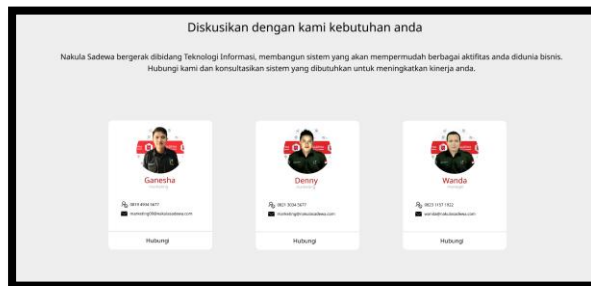 Diskusikan dengan kami kebutuhan anda
Nakula Sadewa bergerak dibidang Teknologi Informasi, membangun sistem yang akan mempermudah berbagai aktifitas anda didunia bisnis.
Hubungi kami dan konsultasikan sistem yang dibutuhkan untuk meningkatkan kinerja anda.
Ganesha
Denny
Wanda
Hubungi
Hubungi
Hubungi